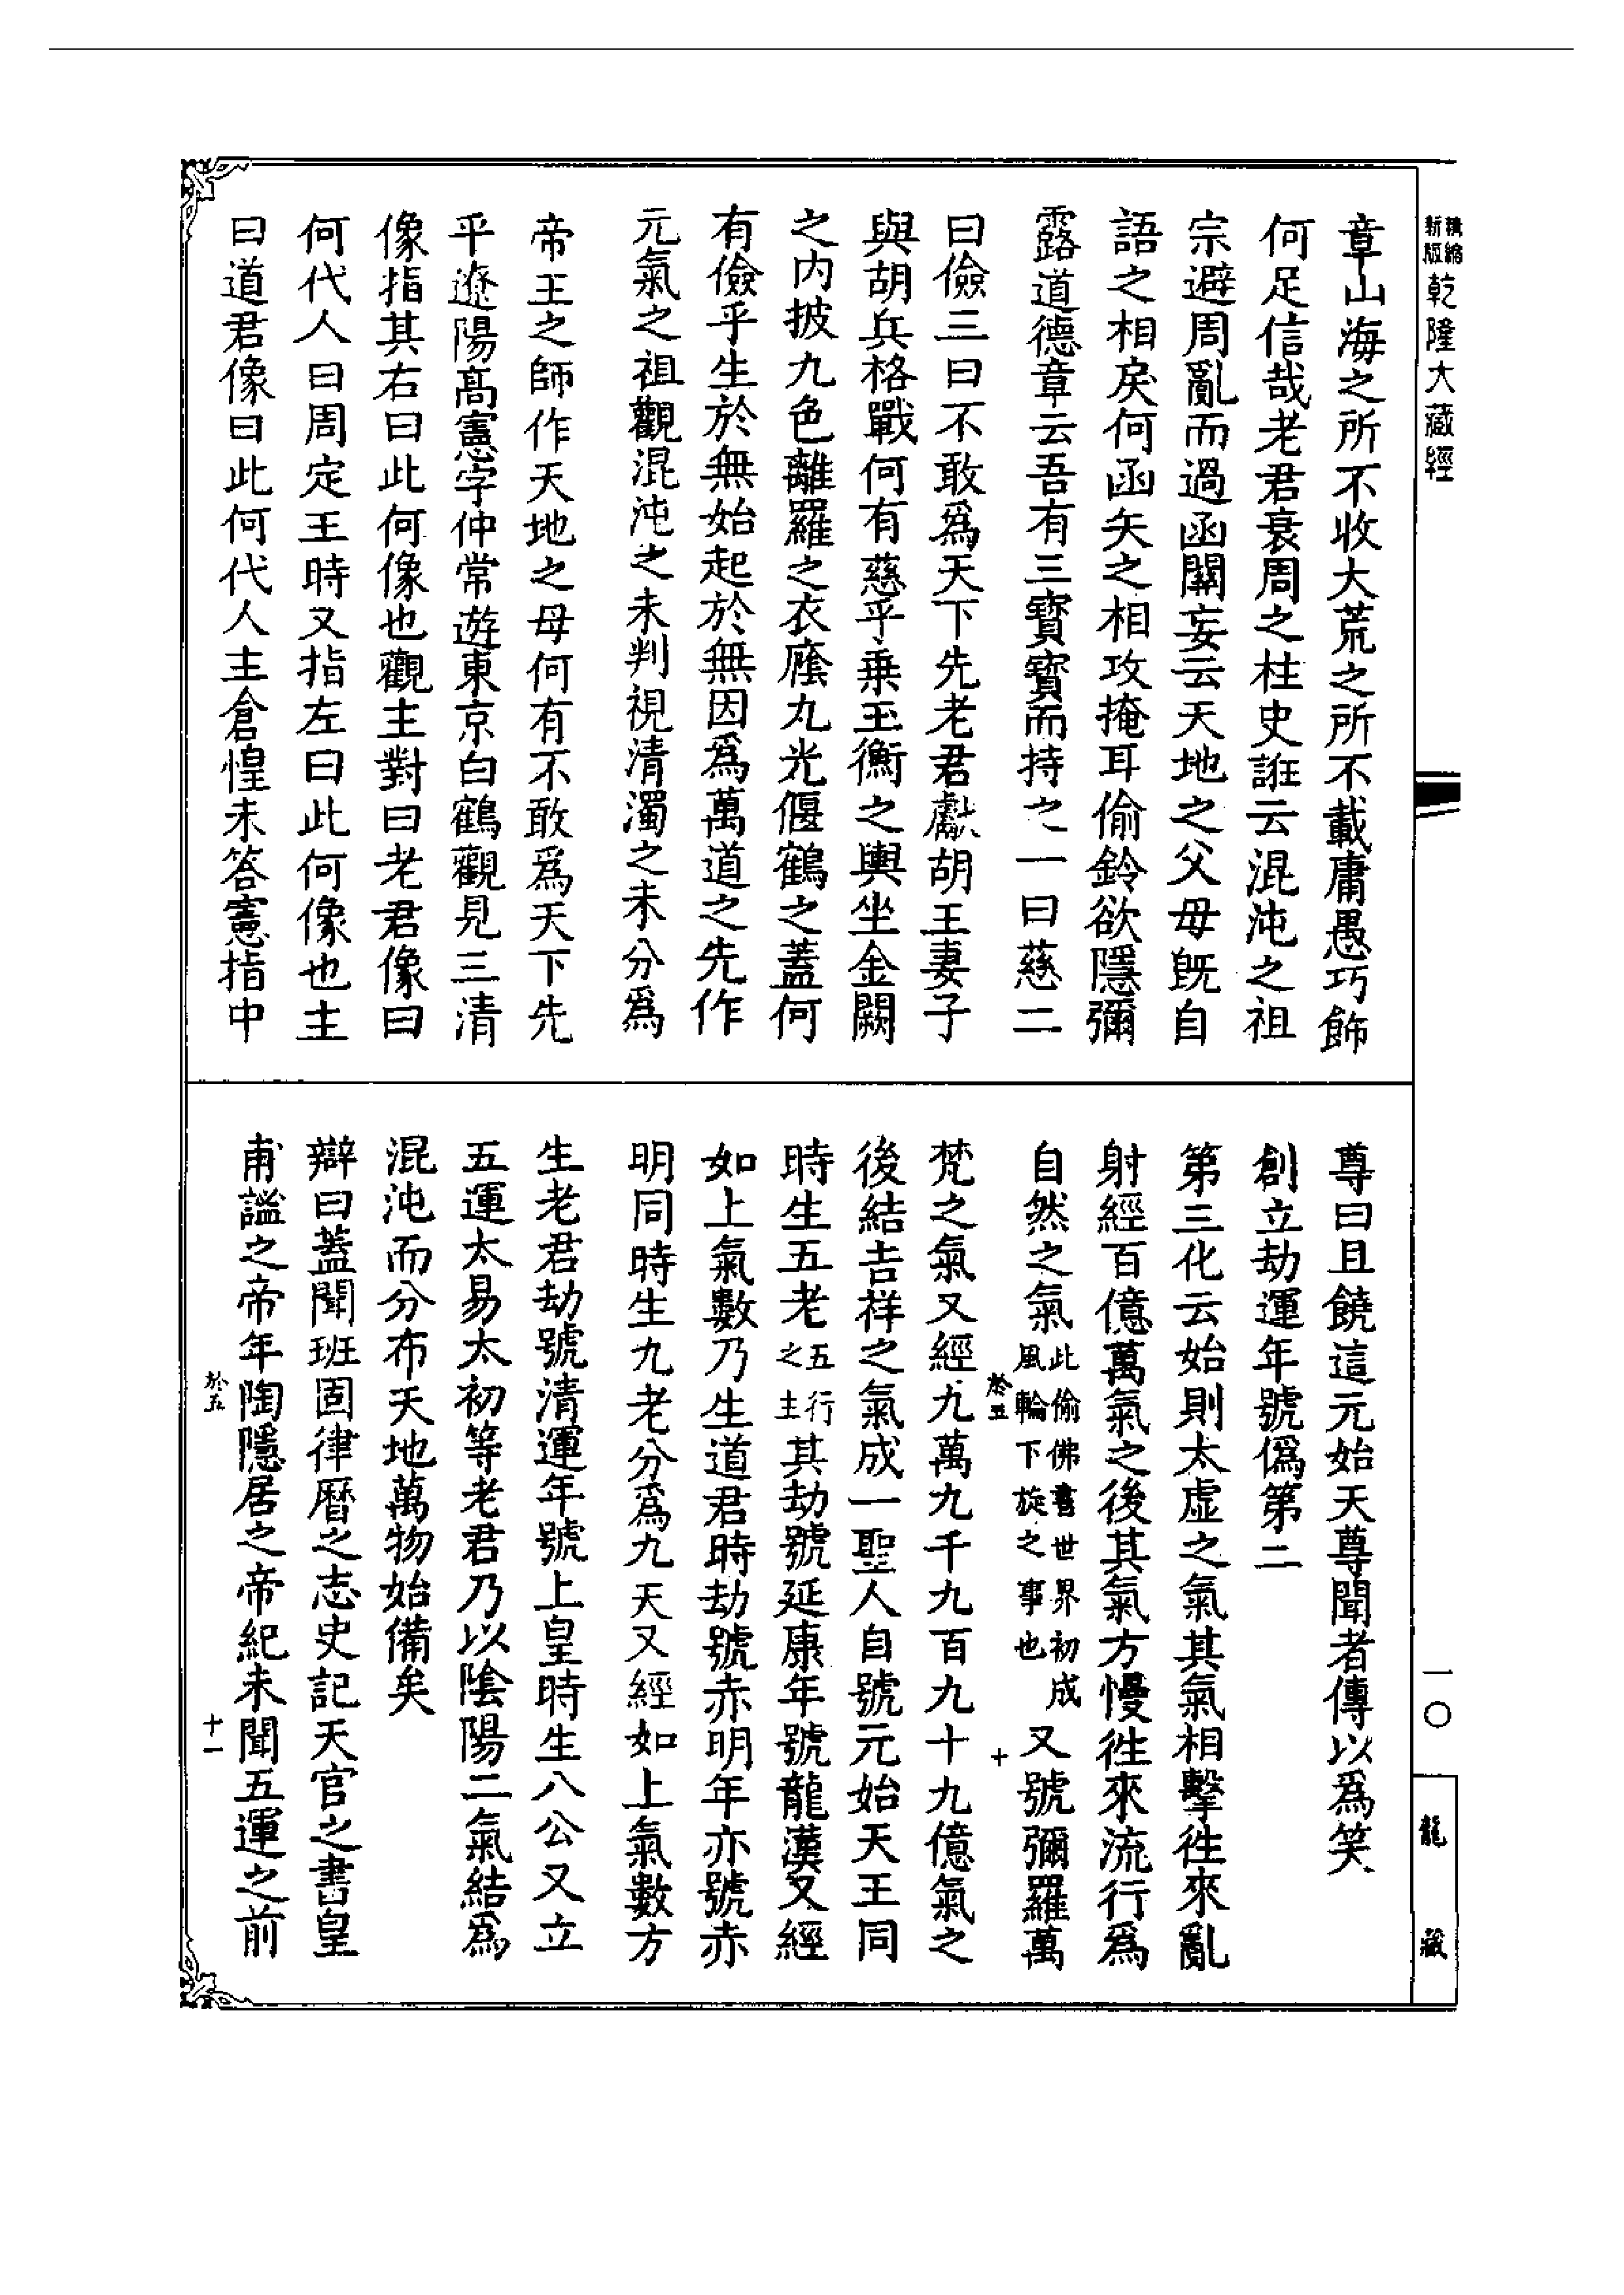 精縮新版乾隆大藏經
章山海之所不收大荒之所不載庸愚巧飾
何足信哉老君衰周之柱史誑云混沌之祖
宗避周亂而過函關妄云天地之父母既自
語之相戾何函矢之相攻掩耳偷鈴欲隱彌
露道德章云吾有三寶寶而持之一曰慈二
曰儉三曰不敢爲天下先老君獻胡王妻子
與胡兵格戰何有慈乎乗玉衡之輿坐金闕
之内披九色離羅之衣廕九光偃鶴之蓋何
有儉乎生於無始起於無因爲萬道之先作
元氣之祖觀混沌之未判視清濁之未分爲
帝王之師作天地之母何有不敢爲天下先
乎遼陽高憲字仲常遊東京白鶴觀見三清
像指其右曰此何像也觀主對曰老君像曰
何代人曰周定王時又指左曰此何像也主
曰道君像曰此何代人主倉惶未答憲指中
尊曰且饒這元始天尊聞者傳以爲笑
創立劫運年號僞第二
第三化云始則太虚之氣其氣相擊徃來亂
射經百億萬氣之後其氣方慢徃來流行爲
自然之氣此偷佛書世界初成風輪下旋之事也又號彌羅萬
梵之氣又經九萬九千九百九十九億氣之
後結吉祥之氣成一聖人自號元始天王同
時生五老五行之主其劫號延康年號龍漢又經
如上氣數乃生道君時劫號赤明年亦號赤
明同時生九老分爲九天又經如上氣數方
生老君劫號清運年號上皇時生八公又立
五運太易太初等老君乃以陰陽二氣結爲
混沌而分布天地萬物始備矣
辯曰蓋聞班固律曆之志史記天官之書皇
甫謐之帝年陶隱居之帝紀未聞五運之前
於五
十
於五
十一
一〇
龍藏